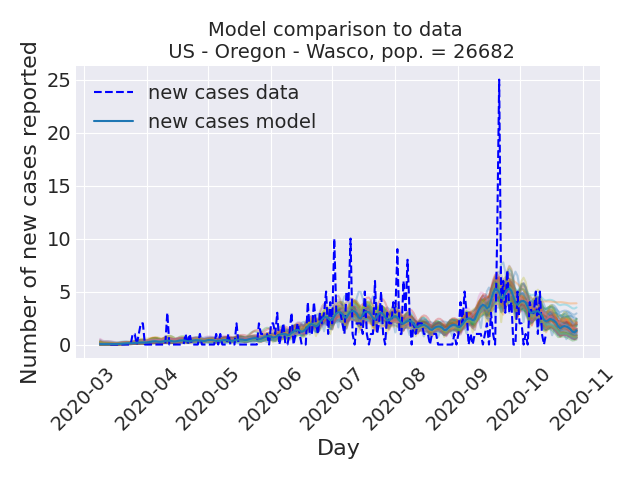 Model comparison to data
US - Oregon - Wasco, pop. = 26682
Number of new cases reported
25
20
15
10
5
0
new cases data
new cases model
2020-03
2020-04
2020-05
2020-06
2020-07
2020-08
2020-09
2020-10
2020-11
Day